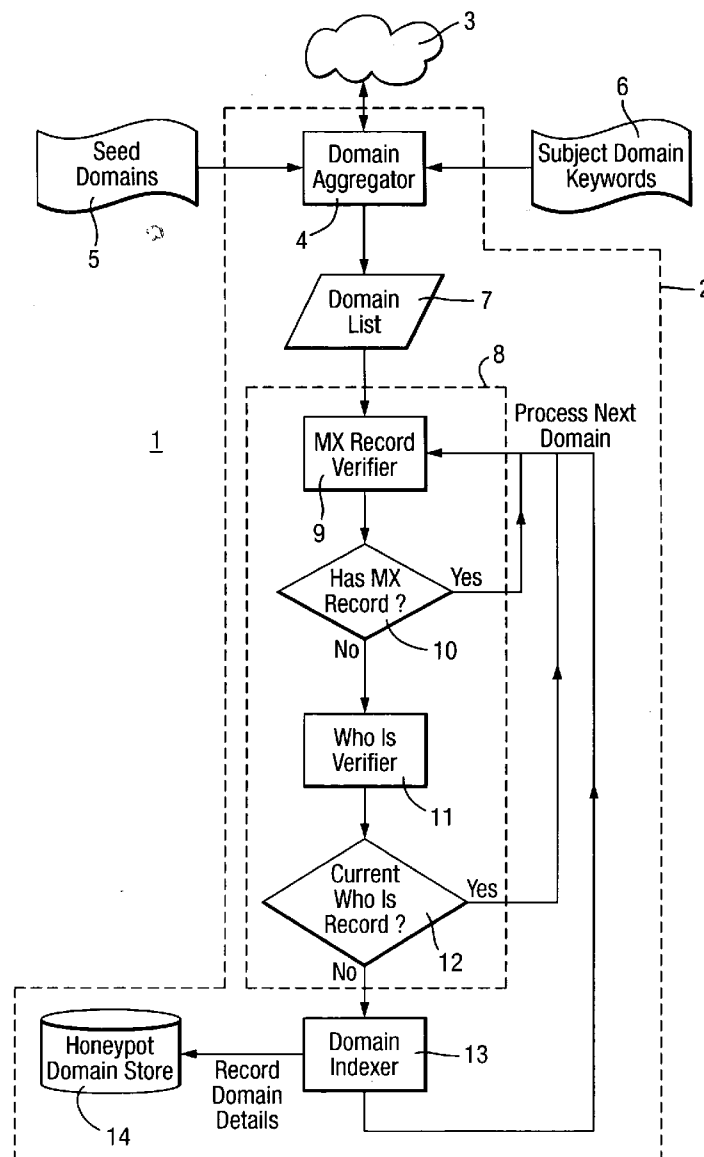 3
6
Seed
Domains
5
Domain
Aggregator
4
Subject Domain
Keywords
Domain
List
7
2
8
Process Next
Domain
1
MX Record
Verifier
9
Has MX
Record ?
Yes
10
No
Who Is
Verifier
11
Current
Who Is
Record ?
Yes
12
No
Honeypot
Domain Store
14
Record
Domain
Details
Domain
Indexer
13